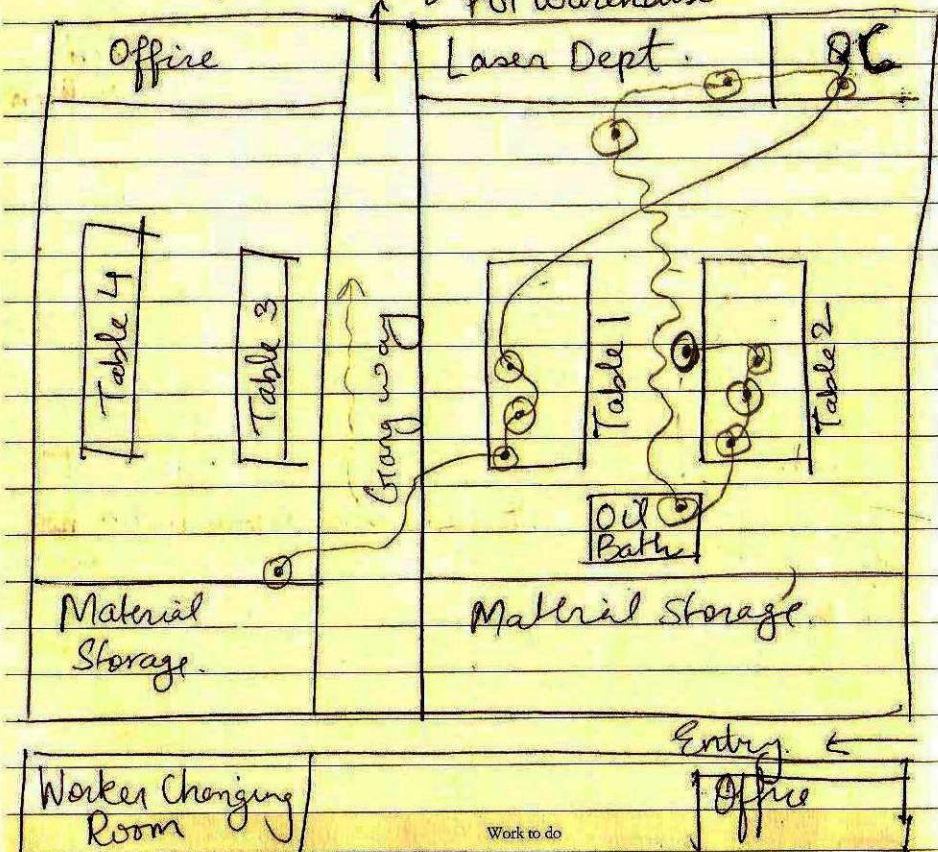 Warehouse
Office
Laser Dept.
QC
Table 4
Table 3
Gang way
Table 1
Table 2
Oil
Bath
Material
Storage.
Material Storage.
Entry.
Worker Changing
Room
Office
Work to do